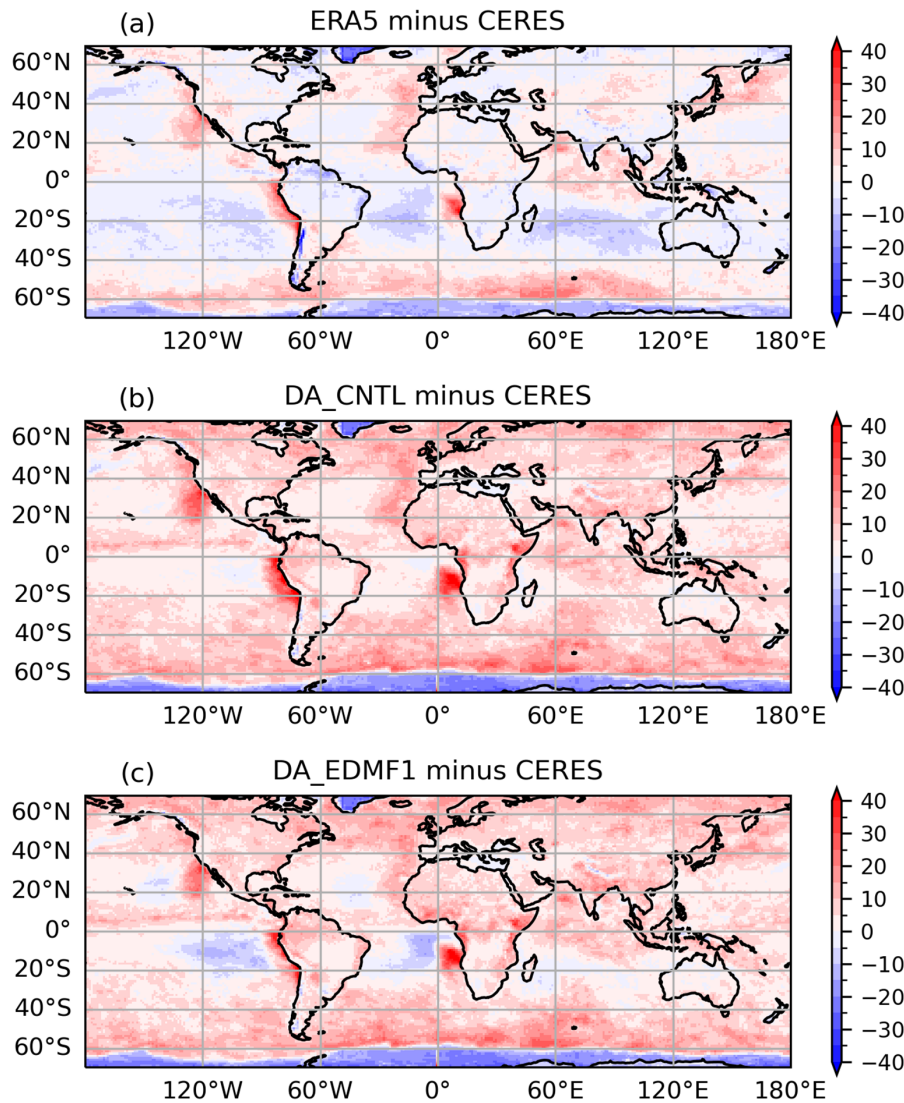 (a) ERA5 minus CERES
60°N
40°N
20°N
0°
20°S
40°S
60°S
120°W 60°W 0° 60°E 120°E 180°E
40
30
20
10
0
−10
−20
−30
−40
(b) DA_CNTL minus CERES
60°N
40°N
20°N
0°
20°S
40°S
60°S
120°W 60°W 0° 60°E 120°E 180°E
40
30
20
10
0
−10
−20
−30
−40
(c) DA_EDMF1 minus CERES
60°N
40°N
20°N
0°
20°S
40°S
60°S
120°W 60°W 0° 60°E 120°E 180°E
40
30
20
10
0
−10
−20
−30
−40